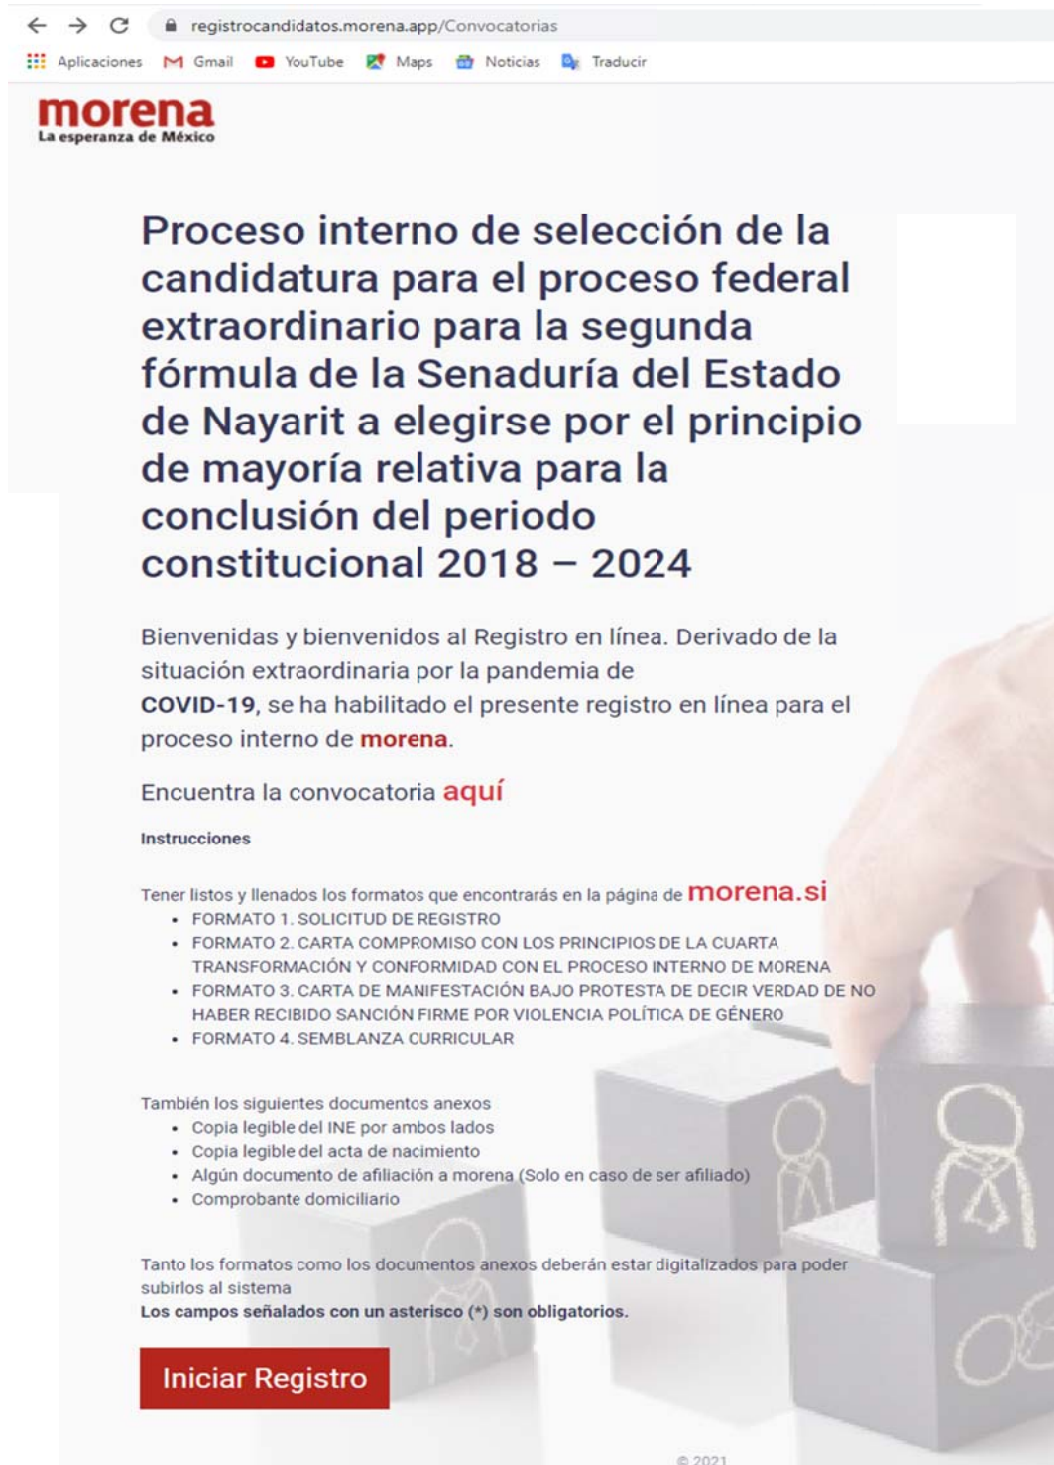 registrocandidatos.morena.app/Convocatorias
Aplicaciones Gmail YouTube Maps Noticias Traducir
morena
La esperanza de México
Proceso interno de selección de la
candidatura para el proceso federal
extraordinario para la segunda
fórmula de la Senaduría del Estado
de Nayarit a elegirse por el principio
de mayoría relativa para la
conclusión del periodo
constitucional 2018 – 2024
Bienvenidas y bienvenidos al Registro en línea. Derivado de la
situación extraordinaria por la pandemia de
COVID-19, se ha habilitado el presente registro en línea para el
proceso interno de morena.
Encuentra la convocatoria aquí
Instrucciones
Tener listos y llenados los formatos que encontrarás en la página de morena.si
• FORMATO 1. SOLICITUD DE REGISTRO
• FORMATO 2. CARTA COMPROMISO CON LOS PRINCIPIOS DE LA CUARTA
TRANSFORMACIÓN Y CONFORMIDAD CON EL PROCESO INTERNO DE MORENA
• FORMATO 3. CARTA DE MANIFESTACIÓN BAJO PROTESTA DE DECIR VERDAD DE NO
HABER RECIBIDO SANCIÓN FIRME POR VIOLENCIA POLÍTICA DE GÉNERO
• FORMATO 4. SEMBLANZA CURRICULAR
También los siguientes documentos anexos
• Copia legible del INE por ambos lados
• Copia legible del acta de nacimiento
• Algún documento de afiliación a morena (Solo en caso de ser afiliado)
• Comprobante domiciliario
Tanto los formatos como los documentos anexos deberán estar digitalizados para poder
subirlos al sistema
Los campos señalados con un asterisco (*) son obligatorios.
Iniciar Registro
© 2021